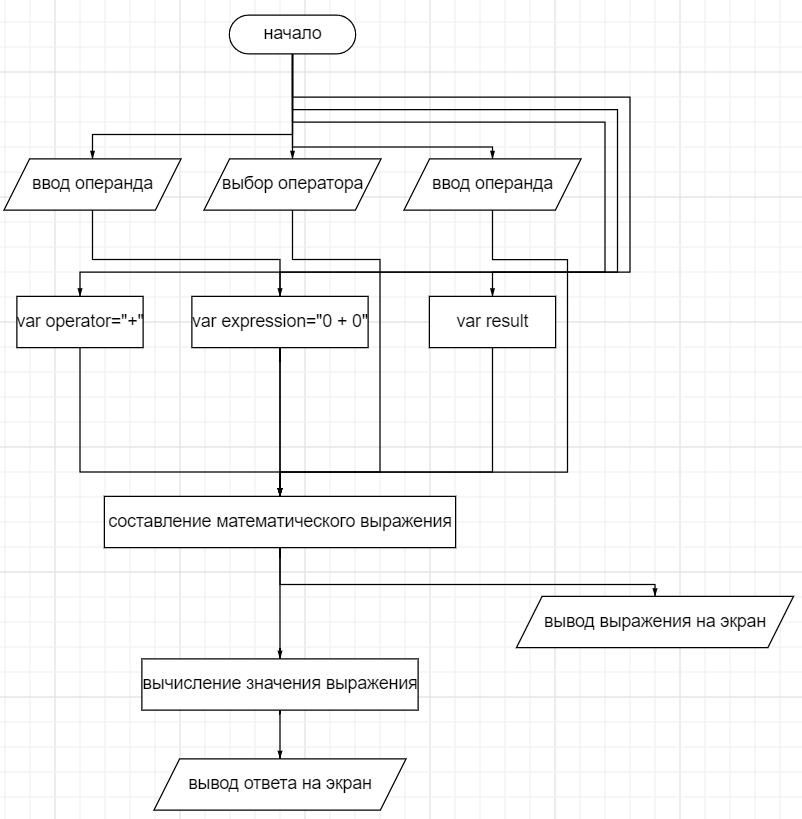 начало
ввод операнда
выбор оператора
ввод операнда
var operator="+"
var expression="0 + 0"
var result
составление математического выражения
вывод выражения на экран
вычисление значения выражения
вывод ответа на экран